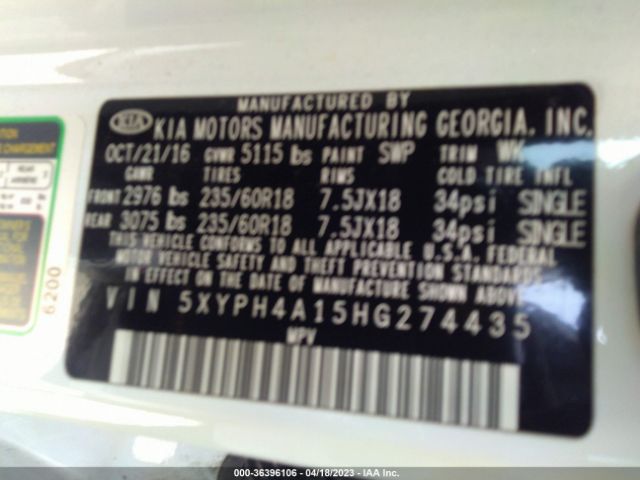 MANUFACTURED BY
KIA KIA MOTORS MANUFACTURING GEORGIA, INC.
OCT/21/16 GVWR 5115 lbs PAINT SWP TRIM WK
GAWR TIRES RIMS COLD TIRE INFL
FRONT 2976 lbs 235/60R18 7.5JX18 34psi SINGLE
REAR 3075 lbs 235/60R18 7.5JX18 34psi SINGLE
THIS VEHICLE CONFORMS TO ALL APPLICABLE U.S.A. FEDERAL
MOTOR VEHICLE SAFETY AND THEFT PREVENTION STANDARDS
IN EFFECT ON THE DATE OF MANUFACTURE SHOWN ABOVE.
VIN 5XYPH4A15HG274435
MPV
6200
000-36396106 - 04/18/2023 - IAA Inc.